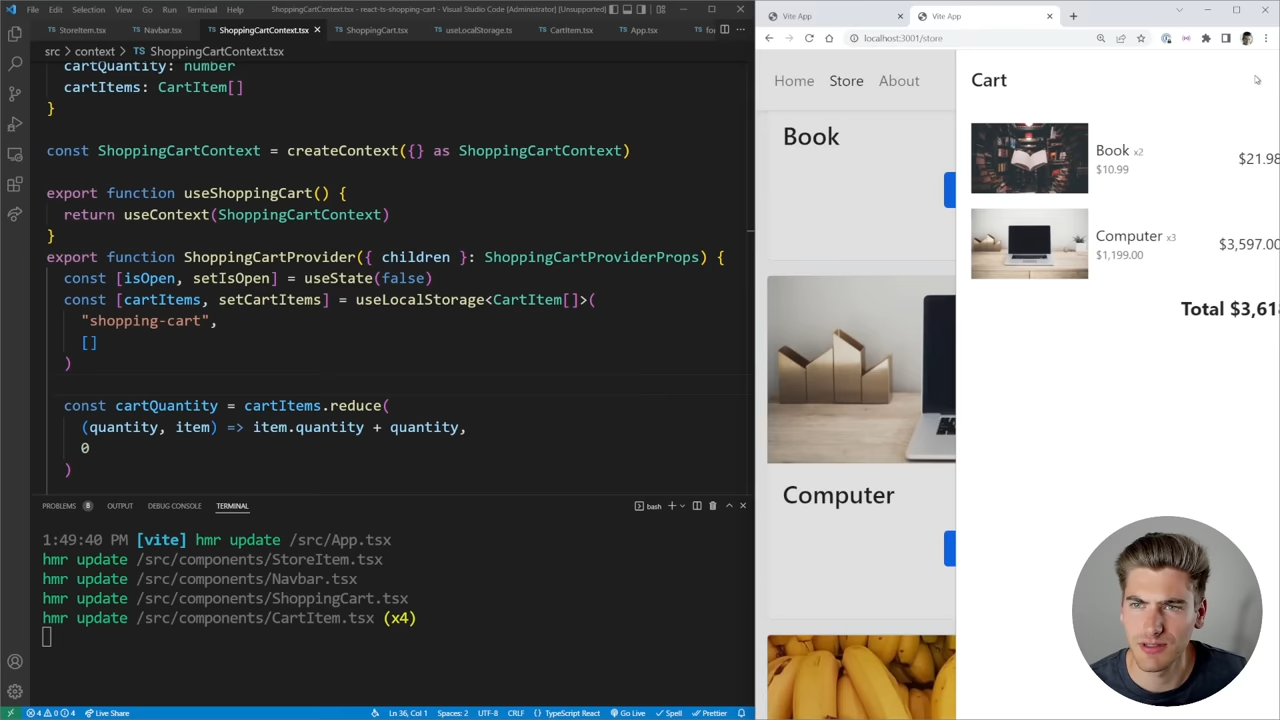 File Edit Selection View Go Run Terminal Help
ShoppingCartContext.tsx - react-ts-shopping-cart - Visual Studio Code [Administrator] [Unsupported]
StoreItem.tsx Navbar.tsx ShoppingCartContext.tsx ShoppingCart.tsx useLocalStorage.ts CartItem.tsx App.tsx
src > context > ShoppingCartContext.tsx
cartQuantity: number
cartItems: CartItem[]
}
const ShoppingCartContext = createContext({} as ShoppingCartContext)
export function useShoppingCart() {
return useContext(ShoppingCartContext)
}
export function ShoppingCartProvider({ children }: ShoppingCartProviderProps) {
const [isOpen, setIsOpen] = useState(false)
const [cartItems, setCartItems] = useLocalStorage<CartItem[]>(
"shopping-cart",
[]
)
const cartQuantity = cartItems.reduce(
(quantity, item) => item.quantity + quantity,
0
)
PROBLEMS 8 OUTPUT DEBUG CONSOLE TERMINAL
bash
1:49:40 PM [vite] hmr update /src/App.tsx
hmr update /src/components/StoreItem.tsx
hmr update /src/components/Navbar.tsx
hmr update /src/components/ShoppingCart.tsx
hmr update /src/components/CartItem.tsx (x4)
4 0 4 Live Share
Ln 36, Col 1 Spaces: 2 UTF-8 CRLF {} TypeScript React Go Live Spell Prettier
Vite App
Vite App
localhost:3001/store
Home Store About
Book
Computer
Cart
Book x2
$10.99
$21.98
Computer x3
$1,199.00
$3,597.00
Total $3,61